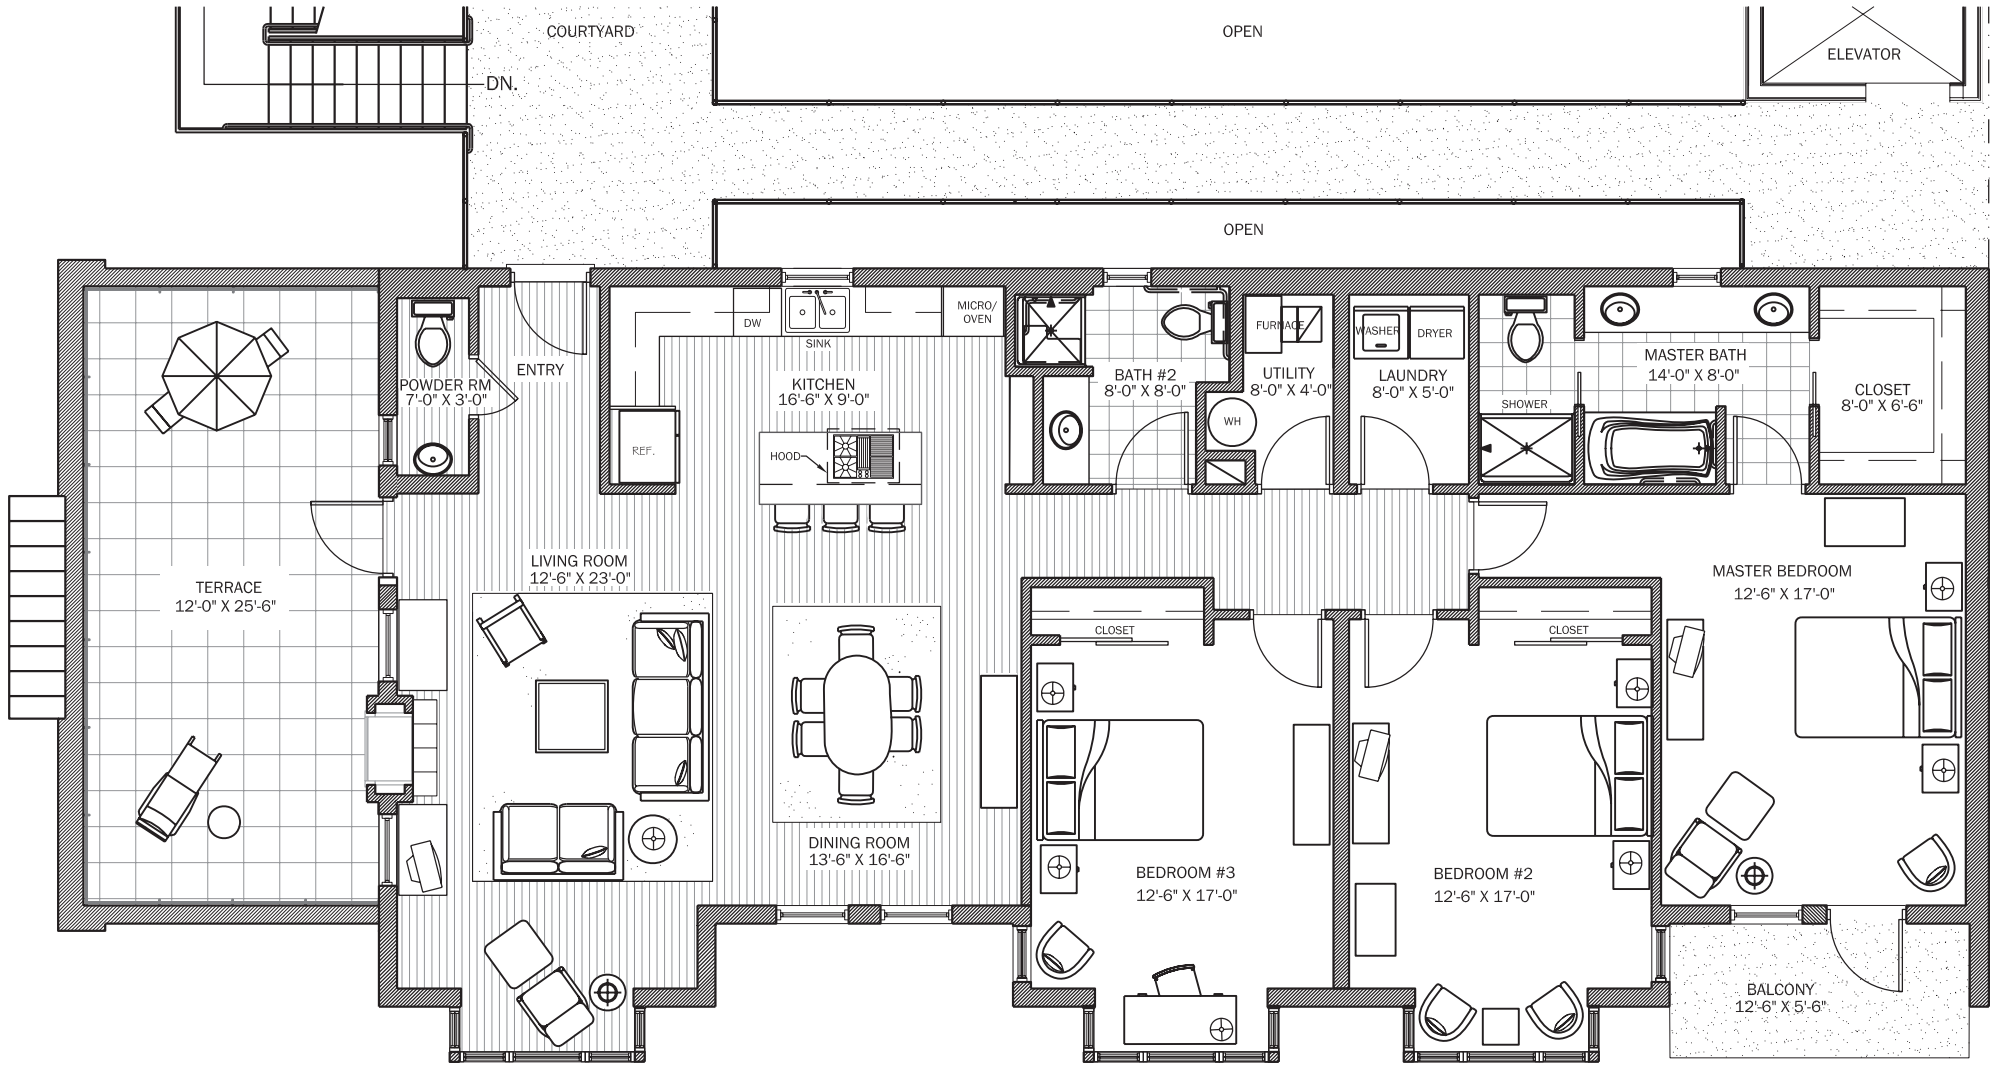 COURTYARD
OPEN
ELEVATOR
DN.
OPEN
MICRO/
OVEN
DW
SINK
FURNACE
WASHER
DRYER
ENTRY
POWDER RM
7'-0" X 3'-0"
KITCHEN
16'-6" X 9'-0"
BATH #2
8'-0" X 8'-0"
UTILITY
8'-0" X 4'-0"
LAUNDRY
8'-0" X 5'-0"
MASTER BATH
14'-0" X 8'-0"
CLOSET
8'-0" X 6'-6"
SHOWER
WH
REF.
HOOD
LIVING ROOM
12'-6" X 23'-0"
TERRACE
12'-0" X 25'-6"
MASTER BEDROOM
12'-6" X 17'-0"
CLOSET
CLOSET
DINING ROOM
13'-6" X 16'-6"
BEDROOM #3
12'-6" X 17'-0"
BEDROOM #2
12'-6" X 17'-0"
BALCONY
12'-6" X 5'-6"